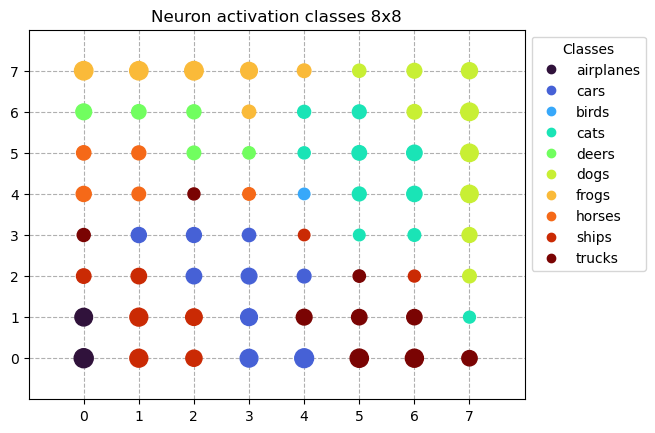 Neuron activation classes 8x8
7
6
5
4
3
2
1
0
0 1 2 3 4 5 6 7
Classes
airplanes
cars
birds
cats
deers
dogs
frogs
horses
ships
trucks